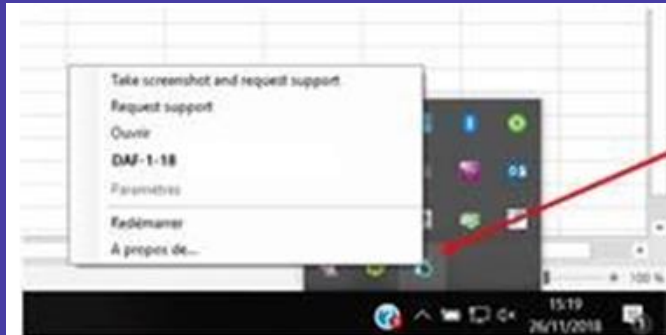 Take screenshot and request support
Request support
Ouvrir
DAF-1-18
Paramètres
Redémarrer
À propos de...
100 %
15:19
26/11/2018